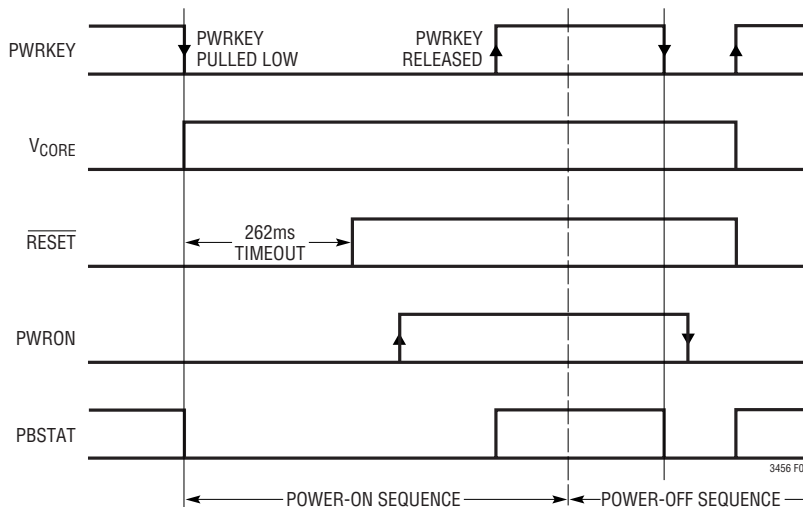 PWRKEY
PWRKEY
PULLED LOW
PWRKEY
RELEASED
VCORE
RESET
262ms
TIMEOUT
PWRON
PBSTAT
3456 F0
POWER-ON SEQUENCE
POWER-OFF SEQUENCE